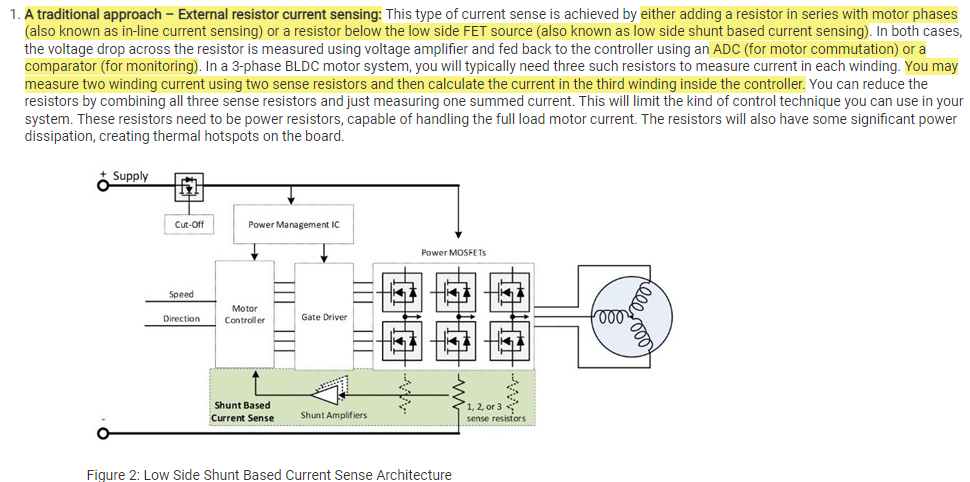 1. A traditional approach – External resistor current sensing: This type of current sense is achieved by either adding a resistor in series with motor phases
(also known as in-line current sensing) or a resistor below the low side FET source (also known as low side shunt based current sensing). In both cases,
the voltage drop across the resistor is measured using voltage amplifier and fed back to the controller using an ADC (for motor commutation) or a
comparator (for monitoring). In a 3-phase BLDC motor system, you will typically need three such resistors to measure current in each winding. You may
measure two winding current using two sense resistors and then calculate the current in the third winding inside the controller. You can reduce the
resistors by combining all three sense resistors and just measuring one summed current. This will limit the kind of control technique you can use in your
system. These resistors need to be power resistors, capable of handling the full load motor current. The resistors will also have some significant power
dissipation, creating thermal hotspots on the board.
+ Supply
Cut-Off
Power Management IC
Power MOSFETs
Speed
Direction
Motor
Controller
Gate Driver
Shunt Based
Current Sense
Shunt Amplifiers
1, 2, or 3
sense resistors
-
Figure 2: Low Side Shunt Based Current Sense Architecture